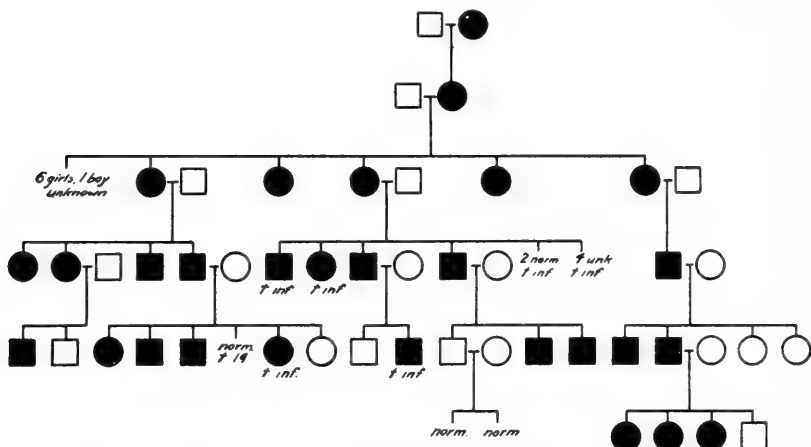 6 girls, 1 boy
unknown
† inf
† inf
2 norm
† inf
4 unk
† inf
norm
† 19
† inf.
† inf
norm.
norm